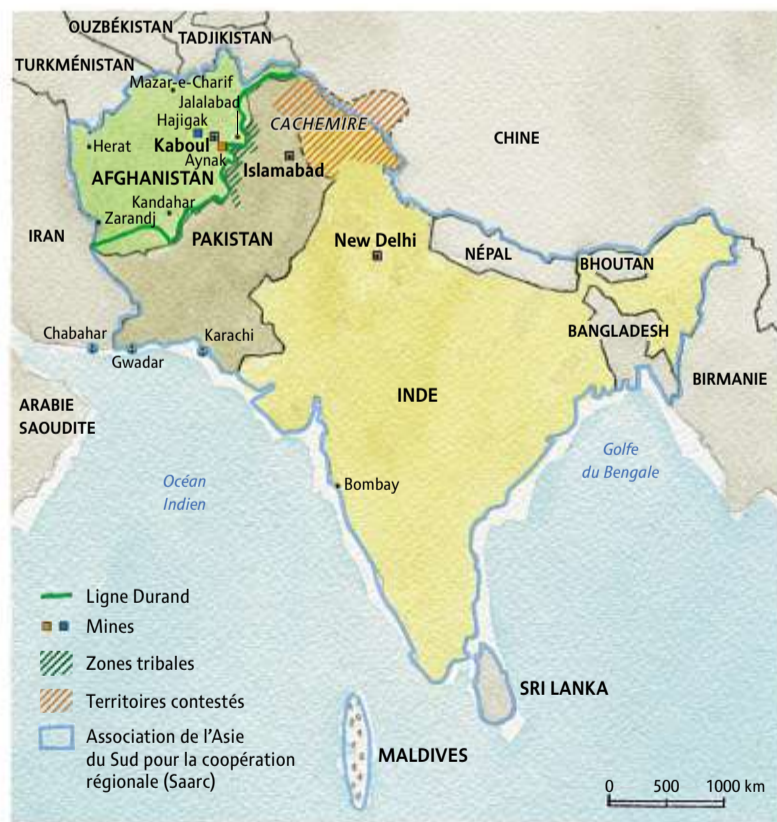 OUZBÉKISTAN
TADJIKISTAN
TURKMÉNISTAN
Mazar-e-Charif
Jalalabad
Hajigak
CACHEMIRE
CHINE
Herat
Kaboul
Aynak
Islamabad
AFGHANISTAN
Kandahar
Zarandj
IRAN
PAKISTAN
New Delhi
NÉPAL
BHOUTAN
Chabahar
Karachi
BANGLADESH
Gwadar
BIRMANIE
ARABIE
SAOUDITE
INDE
Golfe
du Bengale
Océan
Indien
Bombay
Ligne Durand
Mines
Zones tribales
Territoires contestés
SRI LANKA
Association de l'Asie
du Sud pour la coopération
régionale (Saarc)
MALDIVES
0 500 1000 km